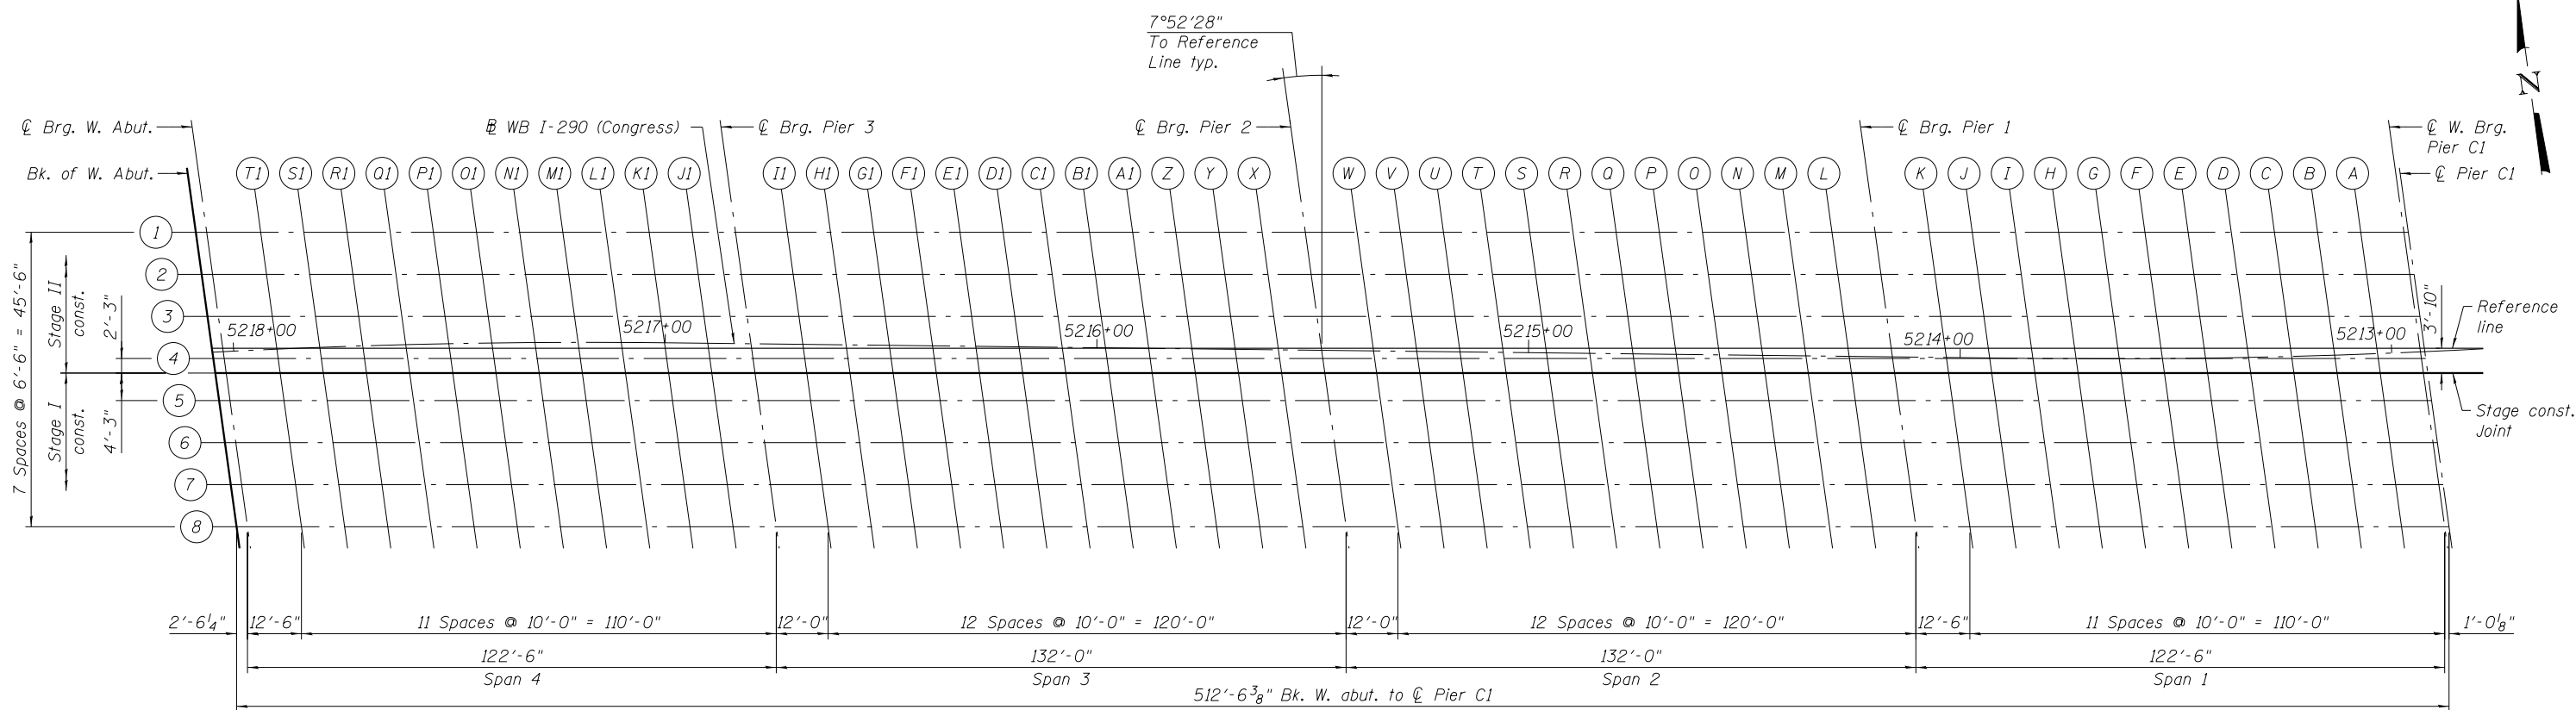 7°52'28"
To Reference
Line typ.
N
℄ Brg. W. Abut.
Bk. of W. Abut.
℄ WB I-290 (Congress)
℄ Brg. Pier 3
℄ Brg. Pier 2
℄ Brg. Pier 1
℄ W. Brg.
Pier C1
℄ Pier C1
T1 S1 R1 Q1 P1 O1 N1 M1 L1 K1 J1 I1 H1 G1 F1 E1 D1 C1 B1 A1 Z Y X W V U T S R Q P O N M L K J I H G F E D C B A
1
2
3
4
5
6
7
8
7 Spaces @ 6'-6" = 45'-6"
Stage II
const.
2'-3"
Stage I
const.
4'-3"
5218+00
5217+00
5216+00
5215+00
5214+00
5213+00
3'-10"
Reference
line
Stage const.
Joint
2'-6¼" 12'-6" 11 Spaces @ 10'-0" = 110'-0" 12'-0" 12 Spaces @ 10'-0" = 120'-0" 12'-0" 12 Spaces @ 10'-0" = 120'-0" 12'-6" 11 Spaces @ 10'-0" = 110'-0" 1'-0⅛"
122'-6" 132'-0" 132'-0" 122'-6"
Span 4 Span 3 Span 2 Span 1
512'-6⅜" Bk. W. abut. to ℄ Pier C1